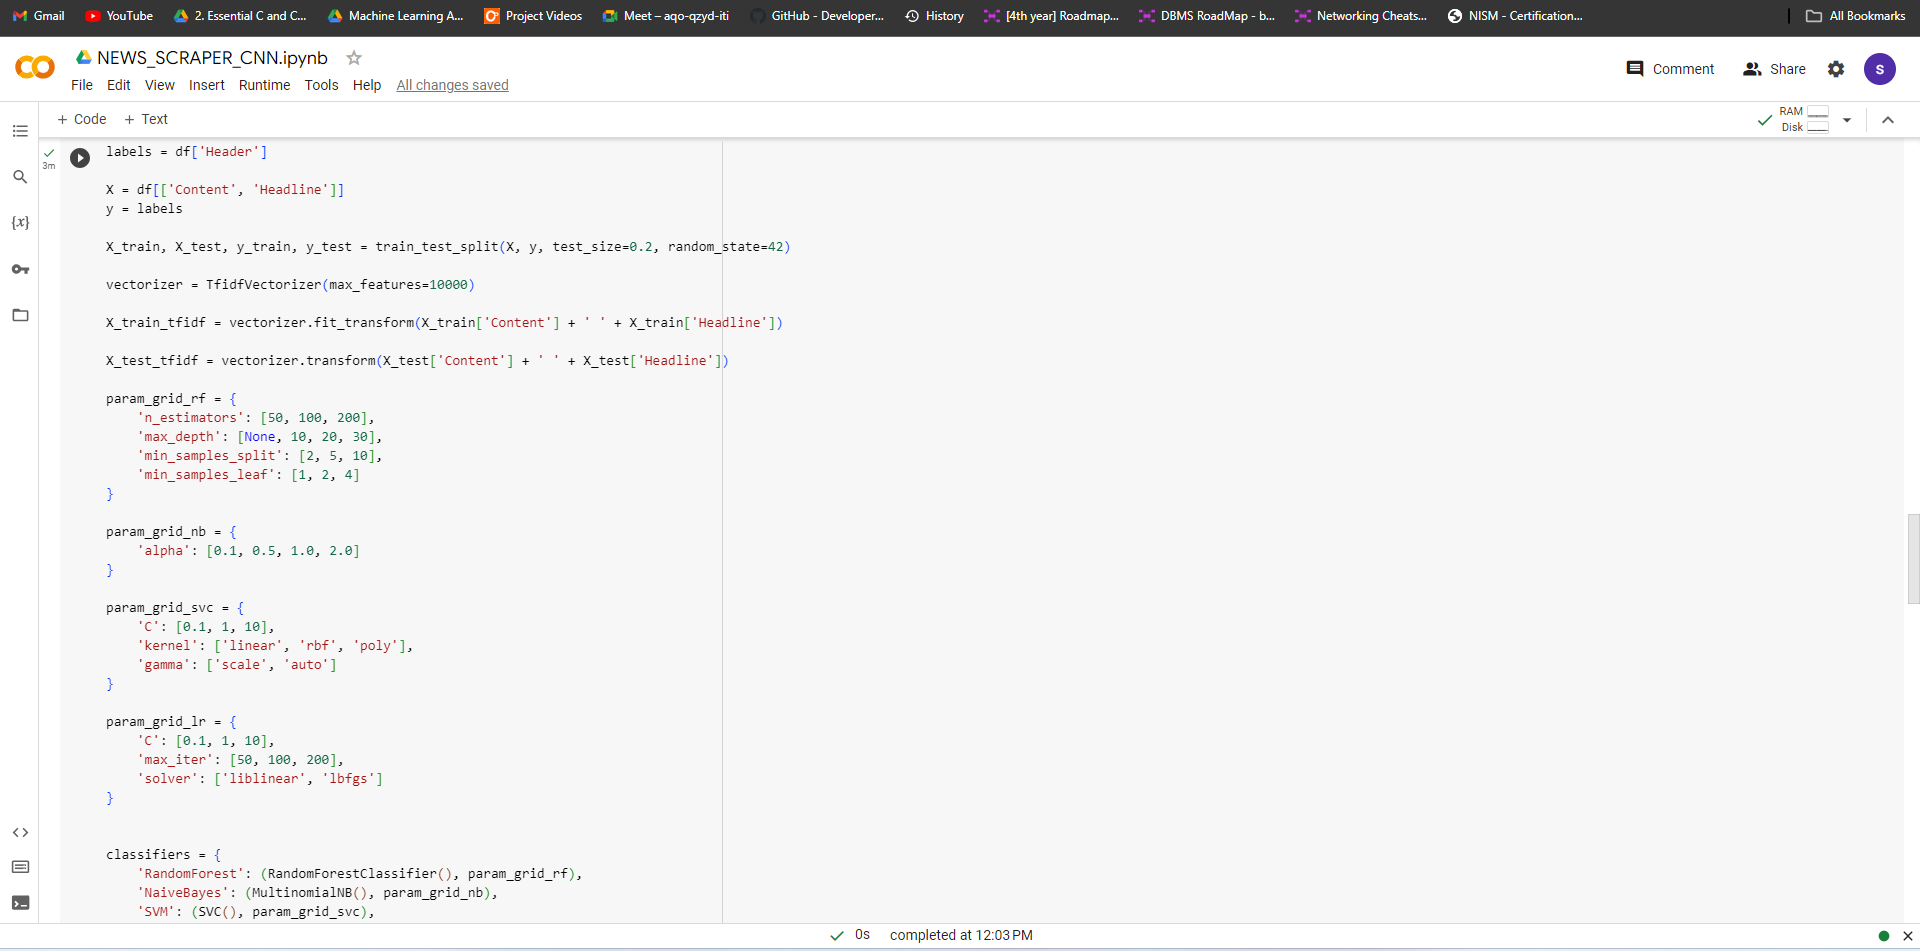 Gmail YouTube 2. Essential C and C... Machine Learning A... Project Videos Meet – aqo-qzyd-iti GitHub - Developer... History [4th year] Roadmap... DBMS RoadMap - b... Networking Cheats... NISM - Certification... All Bookmarks
NEWS_SCRAPER_CNN.ipynb
File Edit View Insert Runtime Tools Help All changes saved
Comment Share S
+ Code + Text
RAM
Disk
3m
labels = df['Header']
X = df[['Content', 'Headline']]
y = labels
X_train, X_test, y_train, y_test = train_test_split(X, y, test_size=0.2, random_state=42)
vectorizer = TfidfVectorizer(max_features=10000)
X_train_tfidf = vectorizer.fit_transform(X_train['Content'] + ' ' + X_train['Headline'])
X_test_tfidf = vectorizer.transform(X_test['Content'] + ' ' + X_test['Headline'])
param_grid_rf = {
    'n_estimators': [50, 100, 200],
    'max_depth': [None, 10, 20, 30],
    'min_samples_split': [2, 5, 10],
    'min_samples_leaf': [1, 2, 4]
}
param_grid_nb = {
    'alpha': [0.1, 0.5, 1.0, 2.0]
}
param_grid_svc = {
    'C': [0.1, 1, 10],
    'kernel': ['linear', 'rbf', 'poly'],
    'gamma': ['scale', 'auto']
}
param_grid_lr = {
    'C': [0.1, 1, 10],
    'max_iter': [50, 100, 200],
    'solver': ['liblinear', 'lbfgs']
}
classifiers = {
    'RandomForest': (RandomForestClassifier(), param_grid_rf),
    'NaiveBayes': (MultinomialNB(), param_grid_nb),
    'SVM': (SVC(), param_grid_svc),
0s completed at 12:03 PM